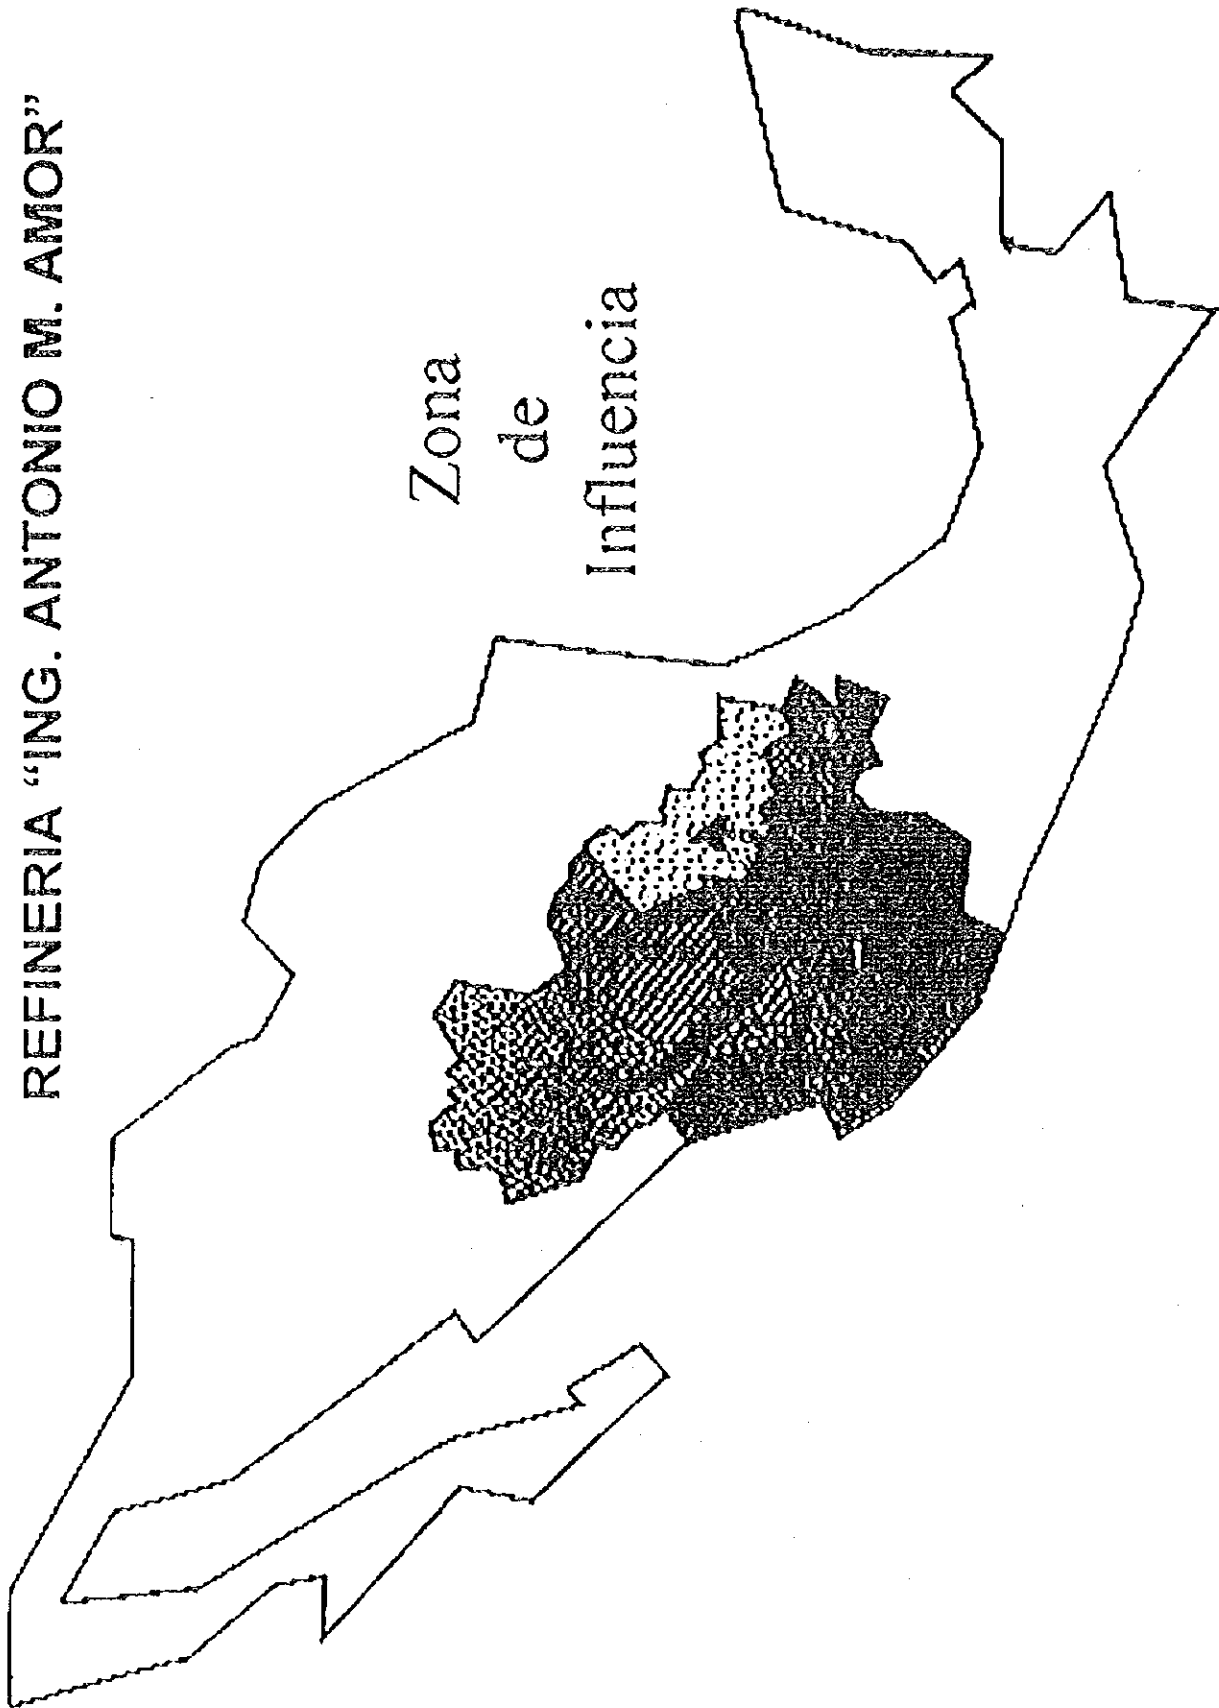 REFINERIA “ING. ANTONIO M. AMOR”
Zona
de
Influencia